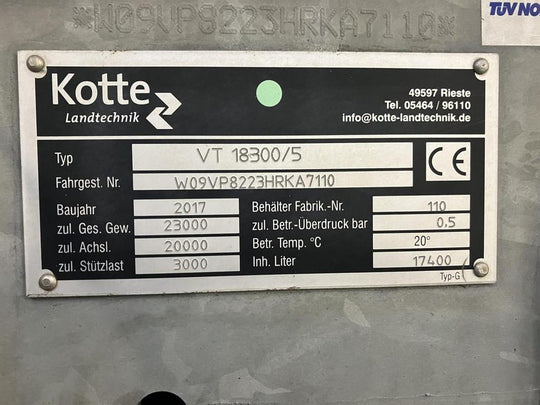 *W09VP8223HRKA7110*
TÜV NO
Kotte
Landtechnik
49597 Rieste
Tel. 05464 / 96110
info@kotte-landtechnik.de
Typ VT 18300/5
CE
Fahrgest. Nr. W09VP8223HRKA7110
Baujahr 2017 Behälter Fabrik.-Nr. 110
zul. Ges. Gew. 23000 zul. Betr.-Überdruck bar 0,5
zul. Achsl. 20000 Betr. Temp. °C 20°
zul. Stützlast 3000 Inh. Liter 17400
Typ-G